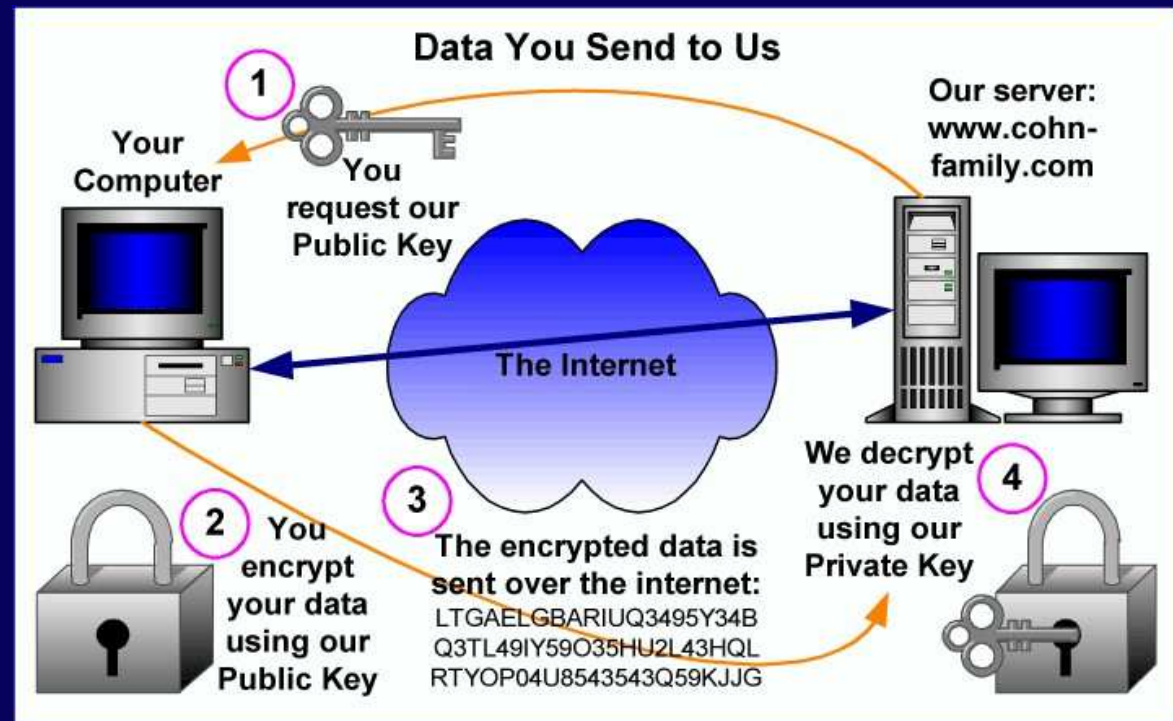 Data You Send to Us
1
Your
Computer
You
request our
Public Key
Our server:
www.cohn-
family.com
The Internet
2
You
encrypt
your data
using our
Public Key
3
The encrypted data is
sent over the internet:
LTGAELGBARIUQ3495Y34B
Q3TL49IY59O35HU2L43HQL
RTYOP04U8543543Q59KJJG
We decrypt
your data
using our
Private Key
4